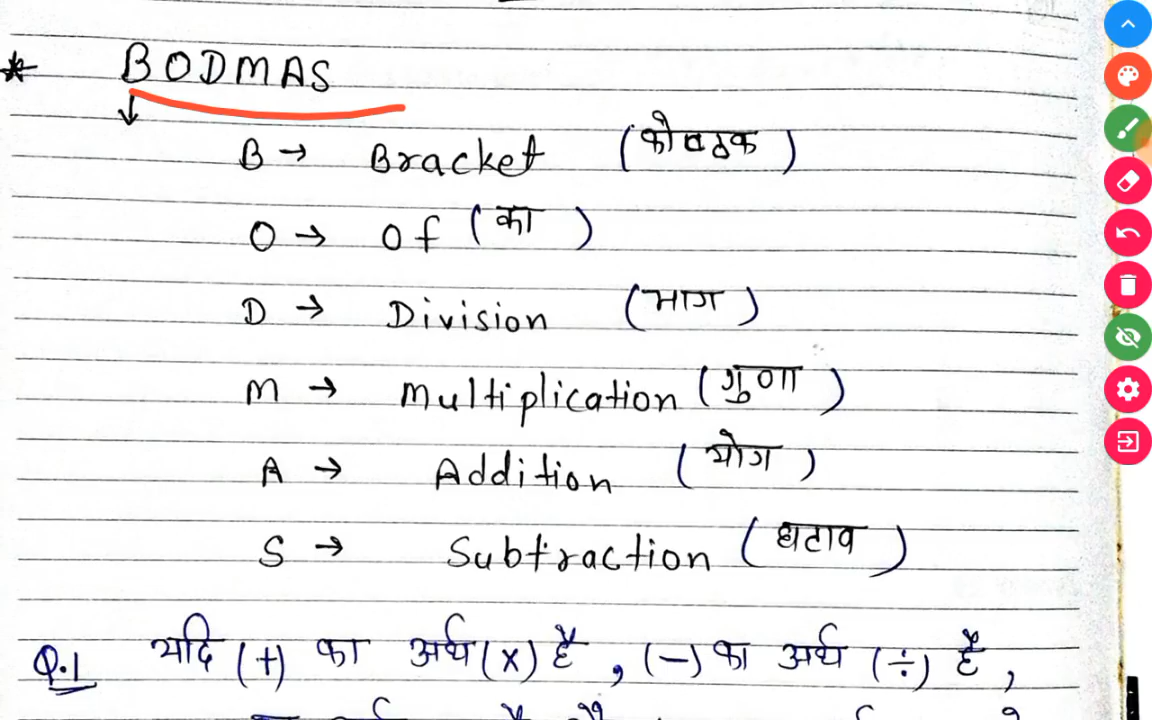 * BODMAS
↓
B → Bracket (कोष्ठक)
O → Of (का)
D → Division (भाग)
M → Multiplication (गुणा)
A → Addition (योग)
S → Subtraction (घटाव)
Q.1 यदि (+) का अर्थ (×) है, (−) का अर्थ (÷) है,